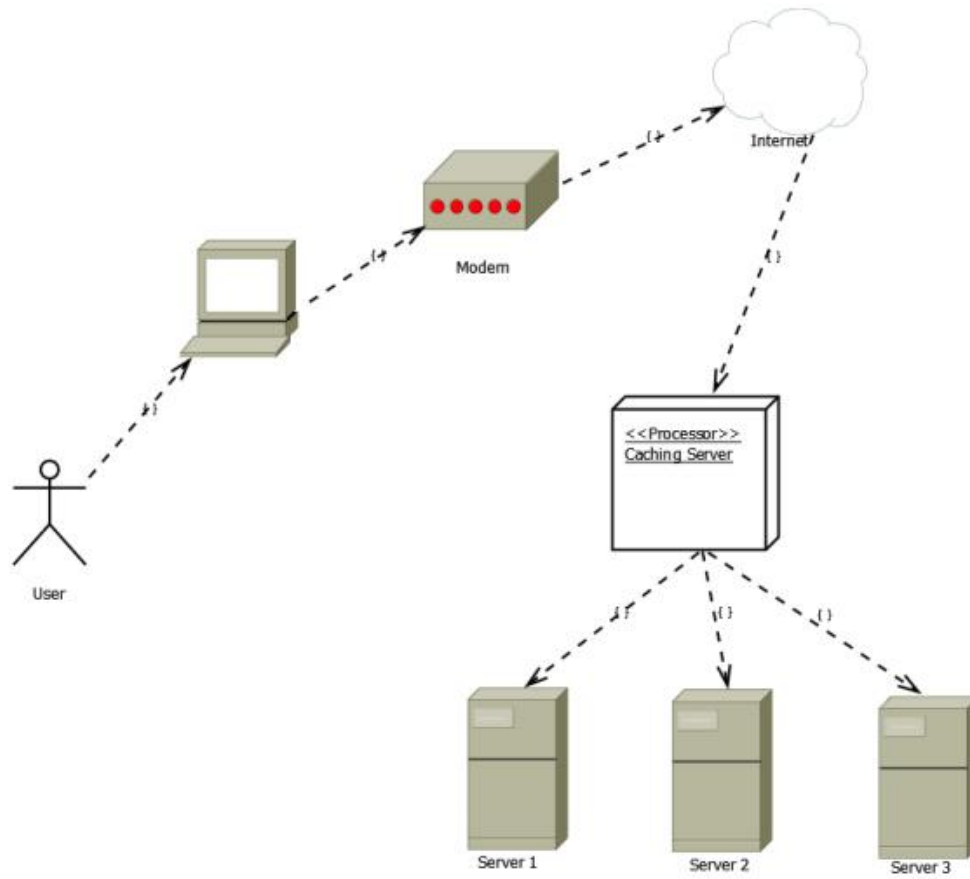 Internet
{ }
{ }
Modem
{ }
{ }
<<Processor>>
Caching Server
{ }
User
{ }
{ }
{ }
Server 1
Server 2
Server 3